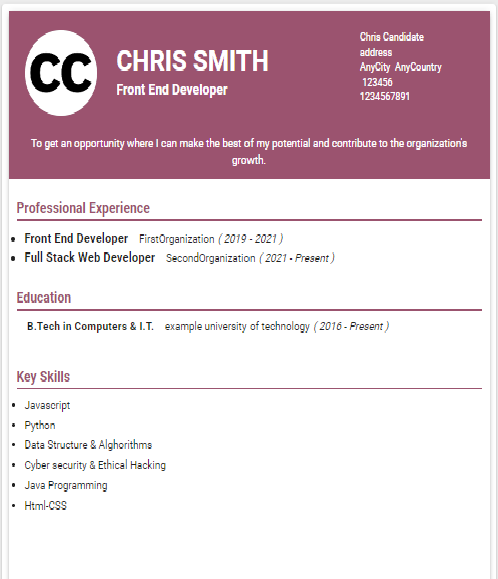 CC
CHRIS SMITH
Front End Developer
Chris Candidate
address
AnyCity AnyCountry
123456
1234567891
To get an opportunity where I can make the best of my potential and contribute to the organization's
growth.
Professional Experience
• Front End Developer FirstOrganization ( 2019 - 2021 )
• Full Stack Web Developer SecondOrganization ( 2021 - Present )
Education
B.Tech in Computers & I.T. example university of technology ( 2016 - Present )
Key Skills
• Javascript
• Python
• Data Structure & Alghorithms
• Cyber security & Ethical Hacking
• Java Programming
• Html-CSS